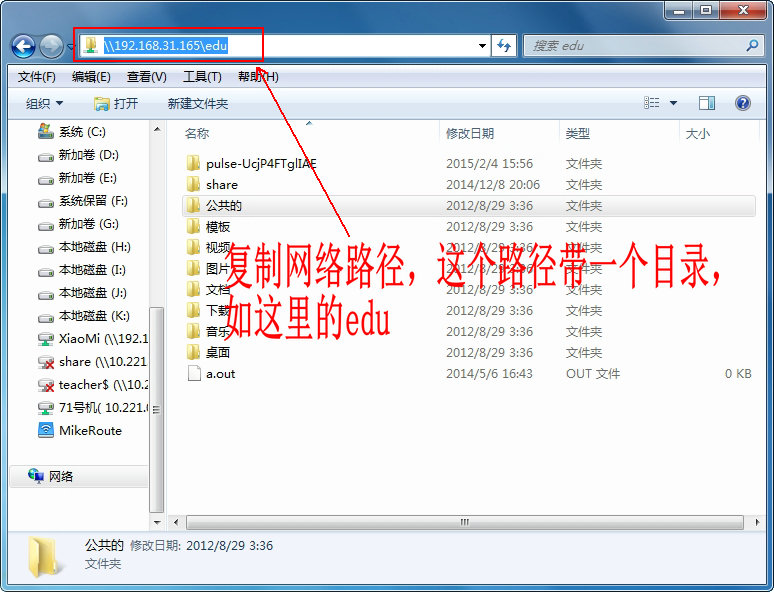 \\192.168.31.165\edu
搜索 edu
文件(F) 编辑(E) 查看(V) 工具(T) 帮助(H)
组织 打开 新建文件夹
名称 修改日期 类型 大小
系统 (C:)
新加卷 (D:)
新加卷 (E:)
系统保留 (F:)
新加卷 (G:)
本地磁盘 (H:)
本地磁盘 (I:)
本地磁盘 (J:)
本地磁盘 (K:)
XiaoMi (\\192.1
share (\\10.221
teacher$ (\\10.2
71号机( 10.221.0
MikeRoute
网络
pulse-UcjP4FTglIAE 2015/2/4 15:56 文件夹
share 2014/12/8 20:06 文件夹
公共的 2012/8/29 3:36 文件夹
模板 2012/8/29 3:36 文件夹
视频 2012/8/29 3:36 文件夹
图片 2012/8/29 3:36 文件夹
文档 2012/8/29 3:36 文件夹
下载 2012/8/29 3:36 文件夹
音乐 2012/8/29 3:36 文件夹
桌面 2012/8/29 3:36 文件夹
a.out 2014/5/6 16:43 OUT 文件 0 KB
复制网络路径，这个路径带一个目录，
如这里的edu
公共的 修改日期: 2012/8/29 3:36
文件夹